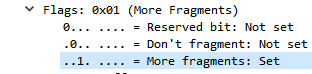 Flags: 0x01 (More Fragments)
0... .... = Reserved bit: Not set
.0.. .... = Don't fragment: Not set
..1. .... = More fragments: Set